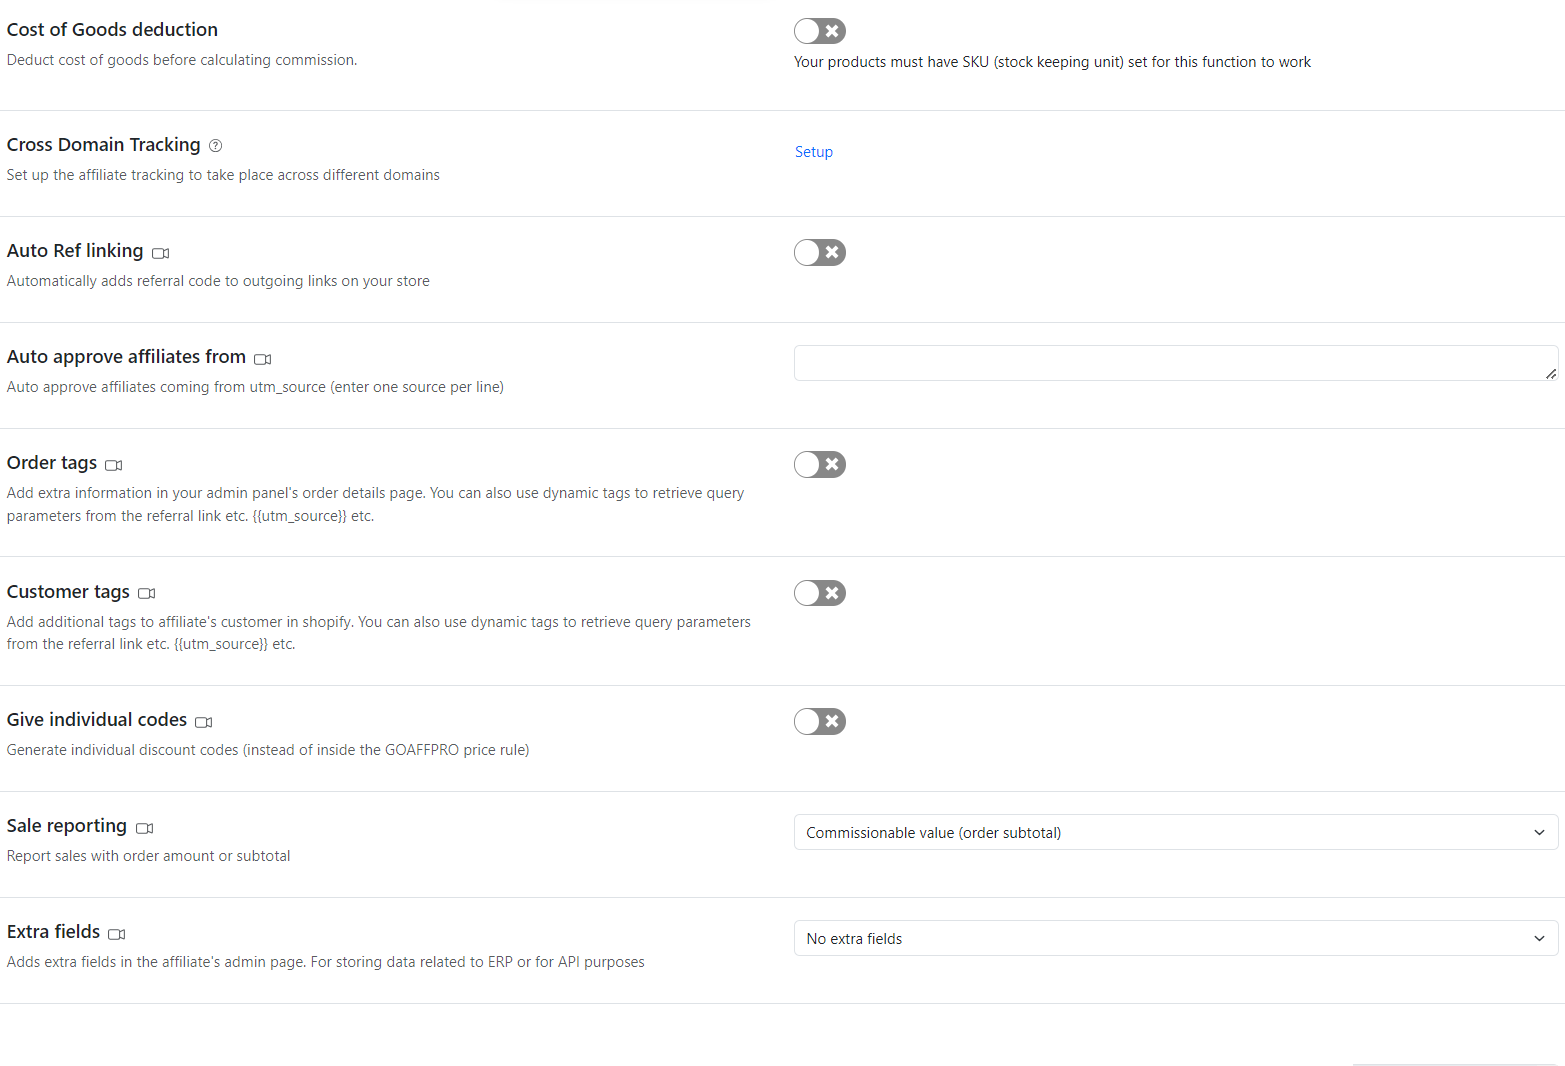 Cost of Goods deduction
Deduct cost of goods before calculating commission.
Your products must have SKU (stock keeping unit) set for this function to work
Cross Domain Tracking
Set up the affiliate tracking to take place across different domains
Setup
Auto Ref linking
Automatically adds referral code to outgoing links on your store
Auto approve affiliates from
Auto approve affiliates coming from utm_source (enter one source per line)
Order tags
Add extra information in your admin panel's order details page. You can also use dynamic tags to retrieve query
parameters from the referral link etc. {{utm_source}} etc.
Customer tags
Add additional tags to affiliate's customer in shopify. You can also use dynamic tags to retrieve query parameters
from the referral link etc. {{utm_source}} etc.
Give individual codes
Generate individual discount codes (instead of inside the GOAFFPRO price rule)
Sale reporting
Report sales with order amount or subtotal
Commissionable value (order subtotal)
Extra fields
Adds extra fields in the affiliate's admin page. For storing data related to ERP or for API purposes
No extra fields